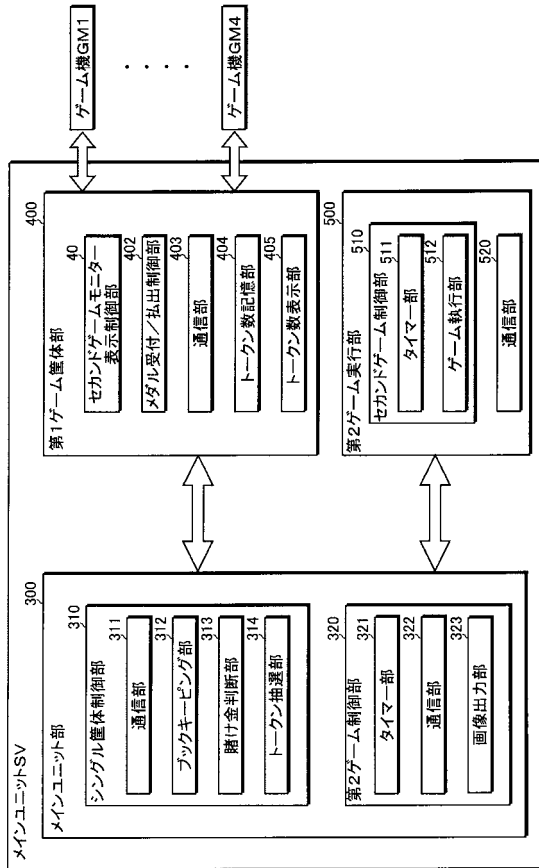 メインユニットSV
300
メインユニット部
310
シングル筐体制御部
311
通信部
312
ブックキーピング部
313
賭け金判断部
314
トークン抽選部
320
第2ゲーム制御部
321
タイマー部
322
通信部
323
画像出力部
400
第1ゲーム筐体部
40
セカンドゲームモニター
表示制御部
402
メダル受付/払出制御部
403
通信部
404
トークン数記憶部
405
トークン数表示部
500
第2ゲーム実行部
510
セカンドゲーム制御部
511
タイマー部
512
ゲーム執行部
520
通信部
ゲーム機GM1
・・・・
ゲーム機GM4